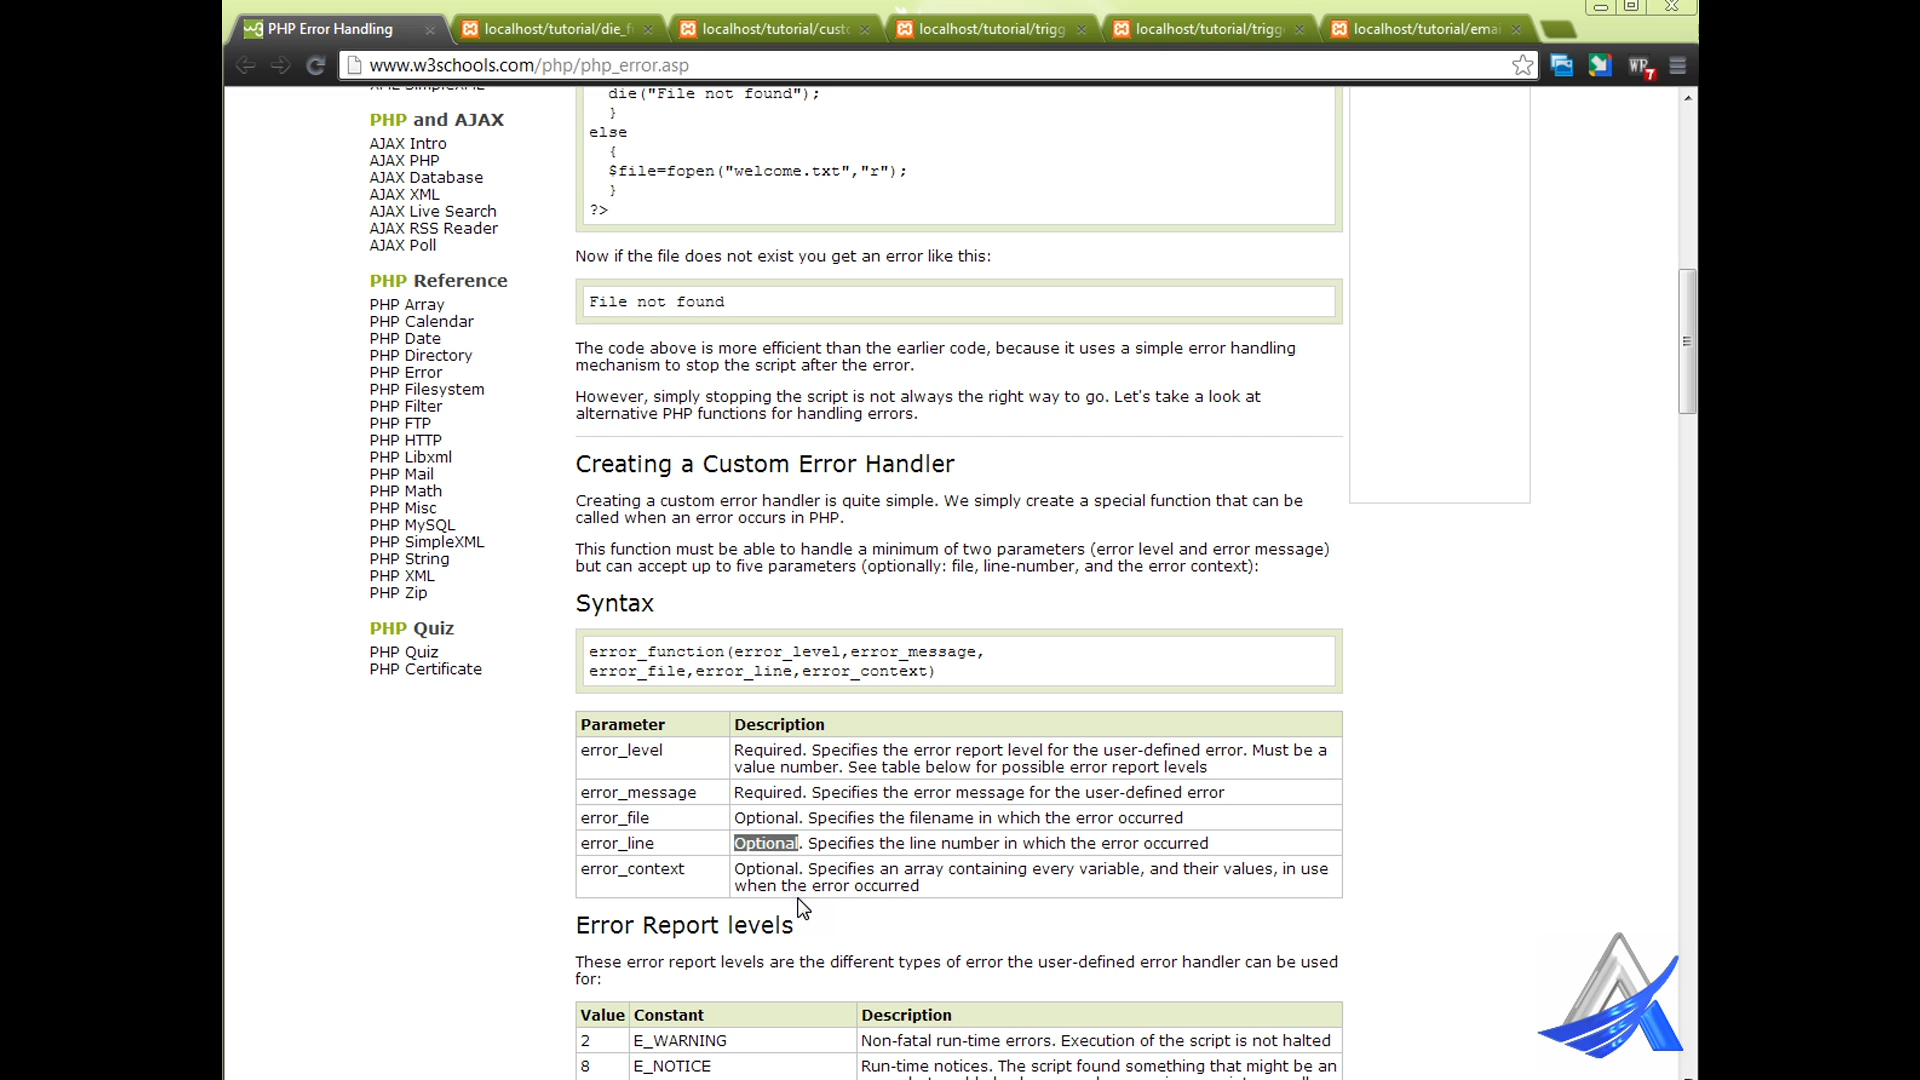 PHP Error Handling
localhost/tutorial/die_f
localhost/tutorial/custo
localhost/tutorial/trigg
localhost/tutorial/trigg
localhost/tutorial/emai
www.w3schools.com/php/php_error.asp
XML SimpleXML
PHP and AJAX
AJAX Intro
AJAX PHP
AJAX Database
AJAX XML
AJAX Live Search
AJAX RSS Reader
AJAX Poll
PHP Reference
PHP Array
PHP Calendar
PHP Date
PHP Directory
PHP Error
PHP Filesystem
PHP Filter
PHP FTP
PHP HTTP
PHP Libxml
PHP Mail
PHP Math
PHP Misc
PHP MySQL
PHP SimpleXML
PHP String
PHP XML
PHP Zip
PHP Quiz
PHP Quiz
PHP Certificate
die("File not found");
}
else
{
$file=fopen("welcome.txt","r");
}
?>
Now if the file does not exist you get an error like this:
File not found
The code above is more efficient than the earlier code, because it uses a simple error handling
mechanism to stop the script after the error.
However, simply stopping the script is not always the right way to go. Let's take a look at
alternative PHP functions for handling errors.
Creating a Custom Error Handler
Creating a custom error handler is quite simple. We simply create a special function that can be
called when an error occurs in PHP.
This function must be able to handle a minimum of two parameters (error level and error message)
but can accept up to five parameters (optionally: file, line-number, and the error context):
Syntax
error_function(error_level,error_message,
error_file,error_line,error_context)
Parameter Description
error_level Required. Specifies the error report level for the user-defined error. Must be a
value number. See table below for possible error report levels
error_message Required. Specifies the error message for the user-defined error
error_file Optional. Specifies the filename in which the error occurred
error_line Optional. Specifies the line number in which the error occurred
error_context Optional. Specifies an array containing every variable, and their values, in use
when the error occurred
Error Report levels
These error report levels are the different types of error the user-defined error handler can be used
for:
Value Constant Description
2 E_WARNING Non-fatal run-time errors. Execution of the script is not halted
8 E_NOTICE Run-time notices. The script found something that might be an